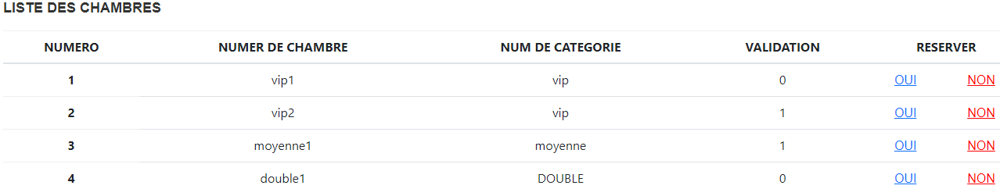 LISTE DES CHAMBRES
NUMERO NUMER DE CHAMBRE NUM DE CATEGORIE VALIDATION RESERVER
1 vip1 vip 0 OUI NON
2 vip2 vip 1 OUI NON
3 moyenne1 moyenne 1 OUI NON
4 double1 DOUBLE 0 OUI NON